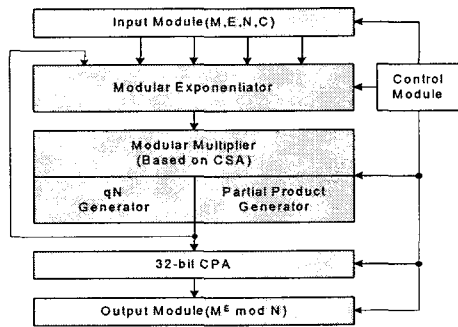 Input Module(M,E,N,C)
Modular Exponentiator
Control
Module
Modular Multiplier
(Based on CSA)
qN
Generator
Partial Product
Generator
32-bit CPA
Output Module(Mᴱ mod N)